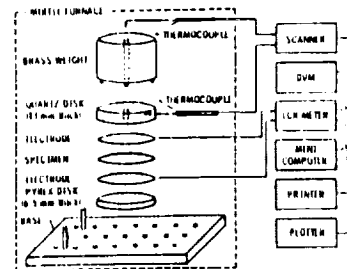 MUFFLE FURNACE
THERMOCOUPLE
BRASS WEIGHT
THERMOCOUPLE
QUARTZ DISK
ELECTRODE
SPECIMEN
ELECTRODE
PYREX DISK
BASE
SCANNER
DVM
LCR METER
MINI
COMPUTER
PRINTER
PLOTTER